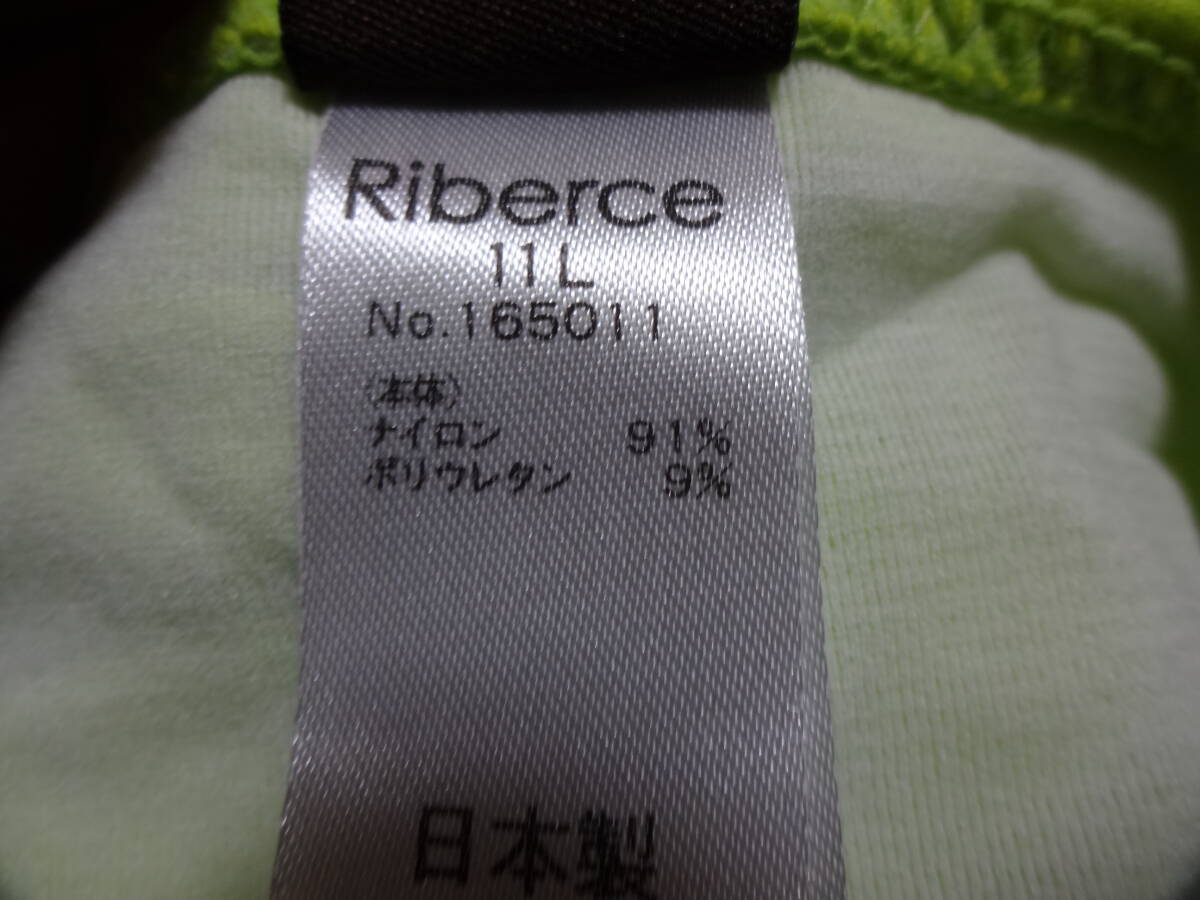 Riberce
11L
No.165011
(本体)
ナイロン 91%
ポリウレタン 9%
日本製